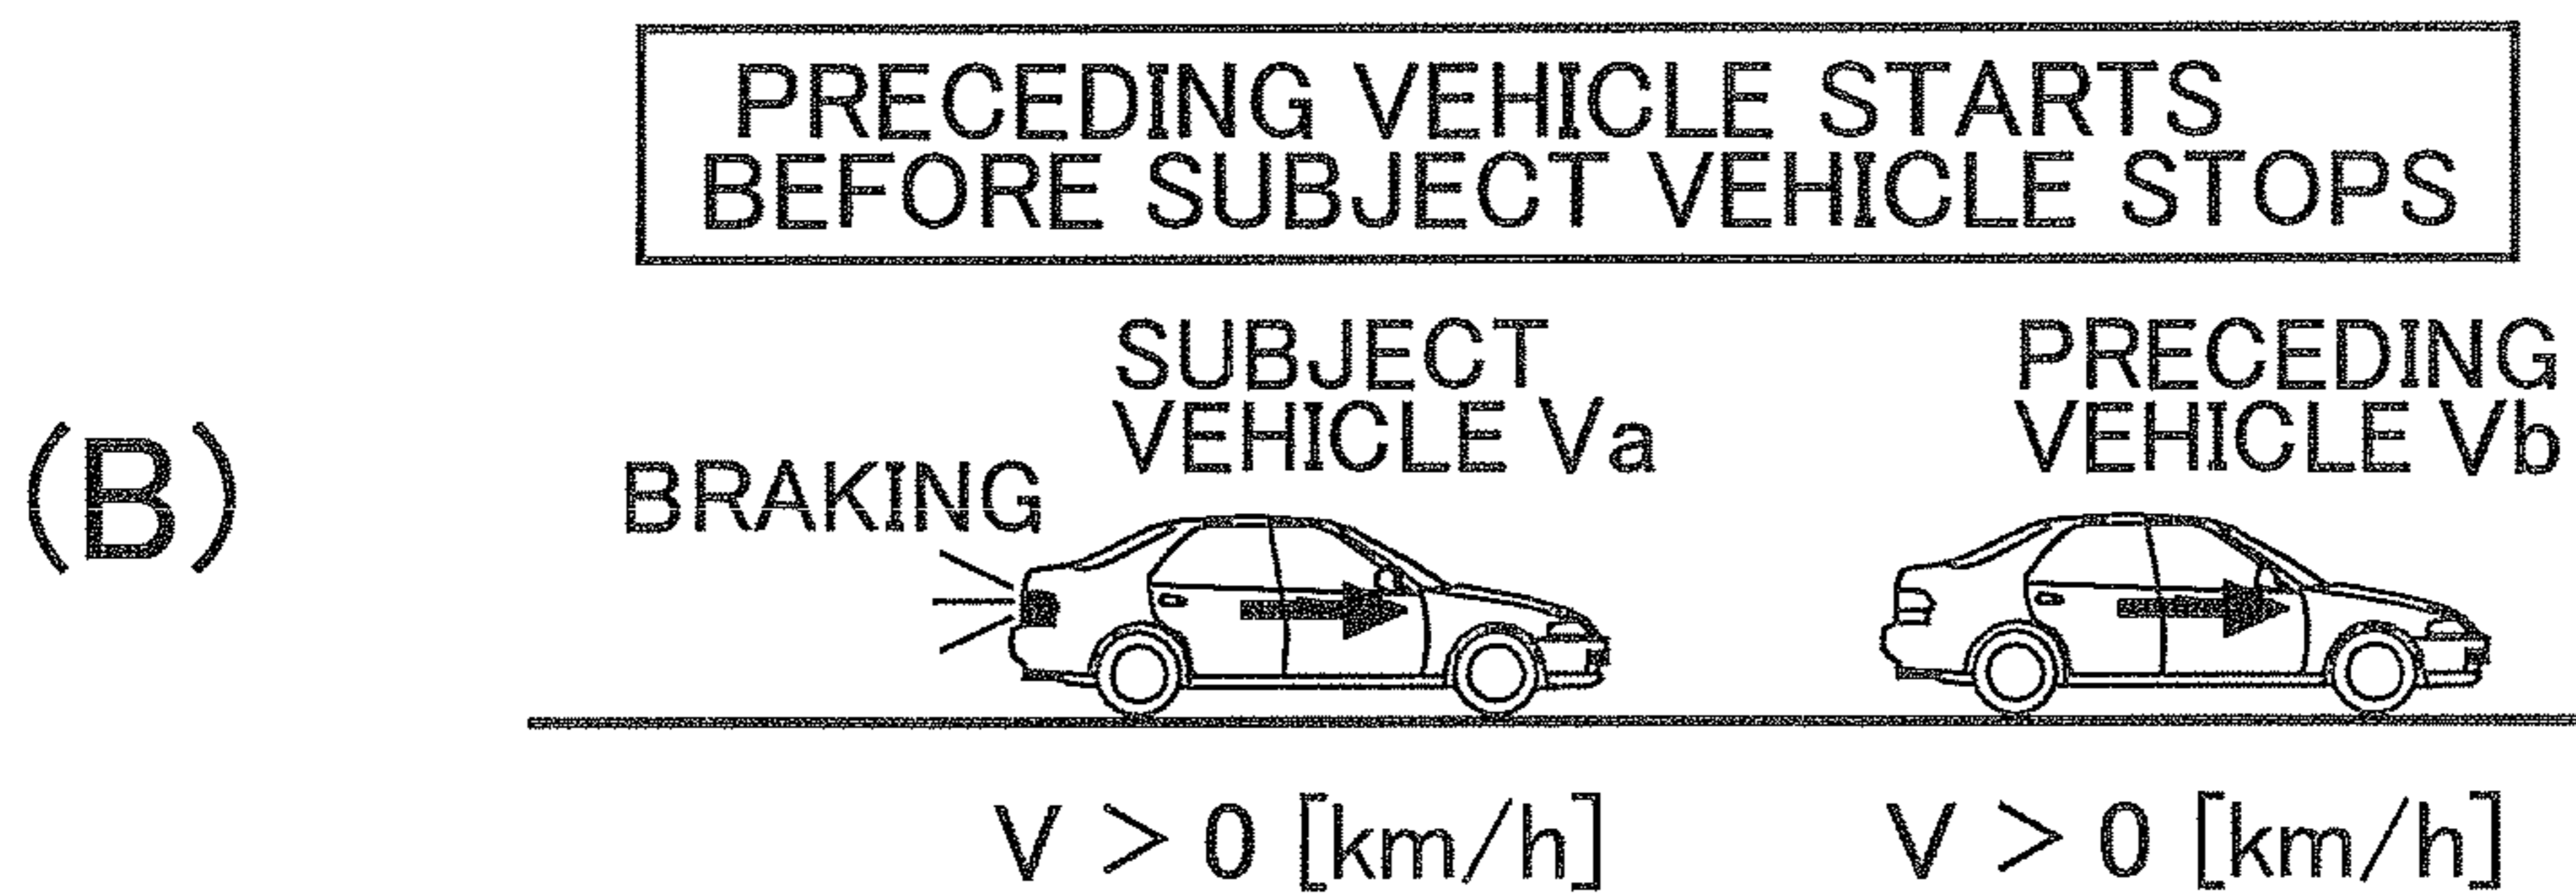 PRECEDING VEHICLE STARTS
BEFORE SUBJECT VEHICLE STOPS
(B)
BRAKING
SUBJECT
VEHICLE Va
PRECEDING
VEHICLE Vb
V > 0 [km/h]
V > 0 [km/h]